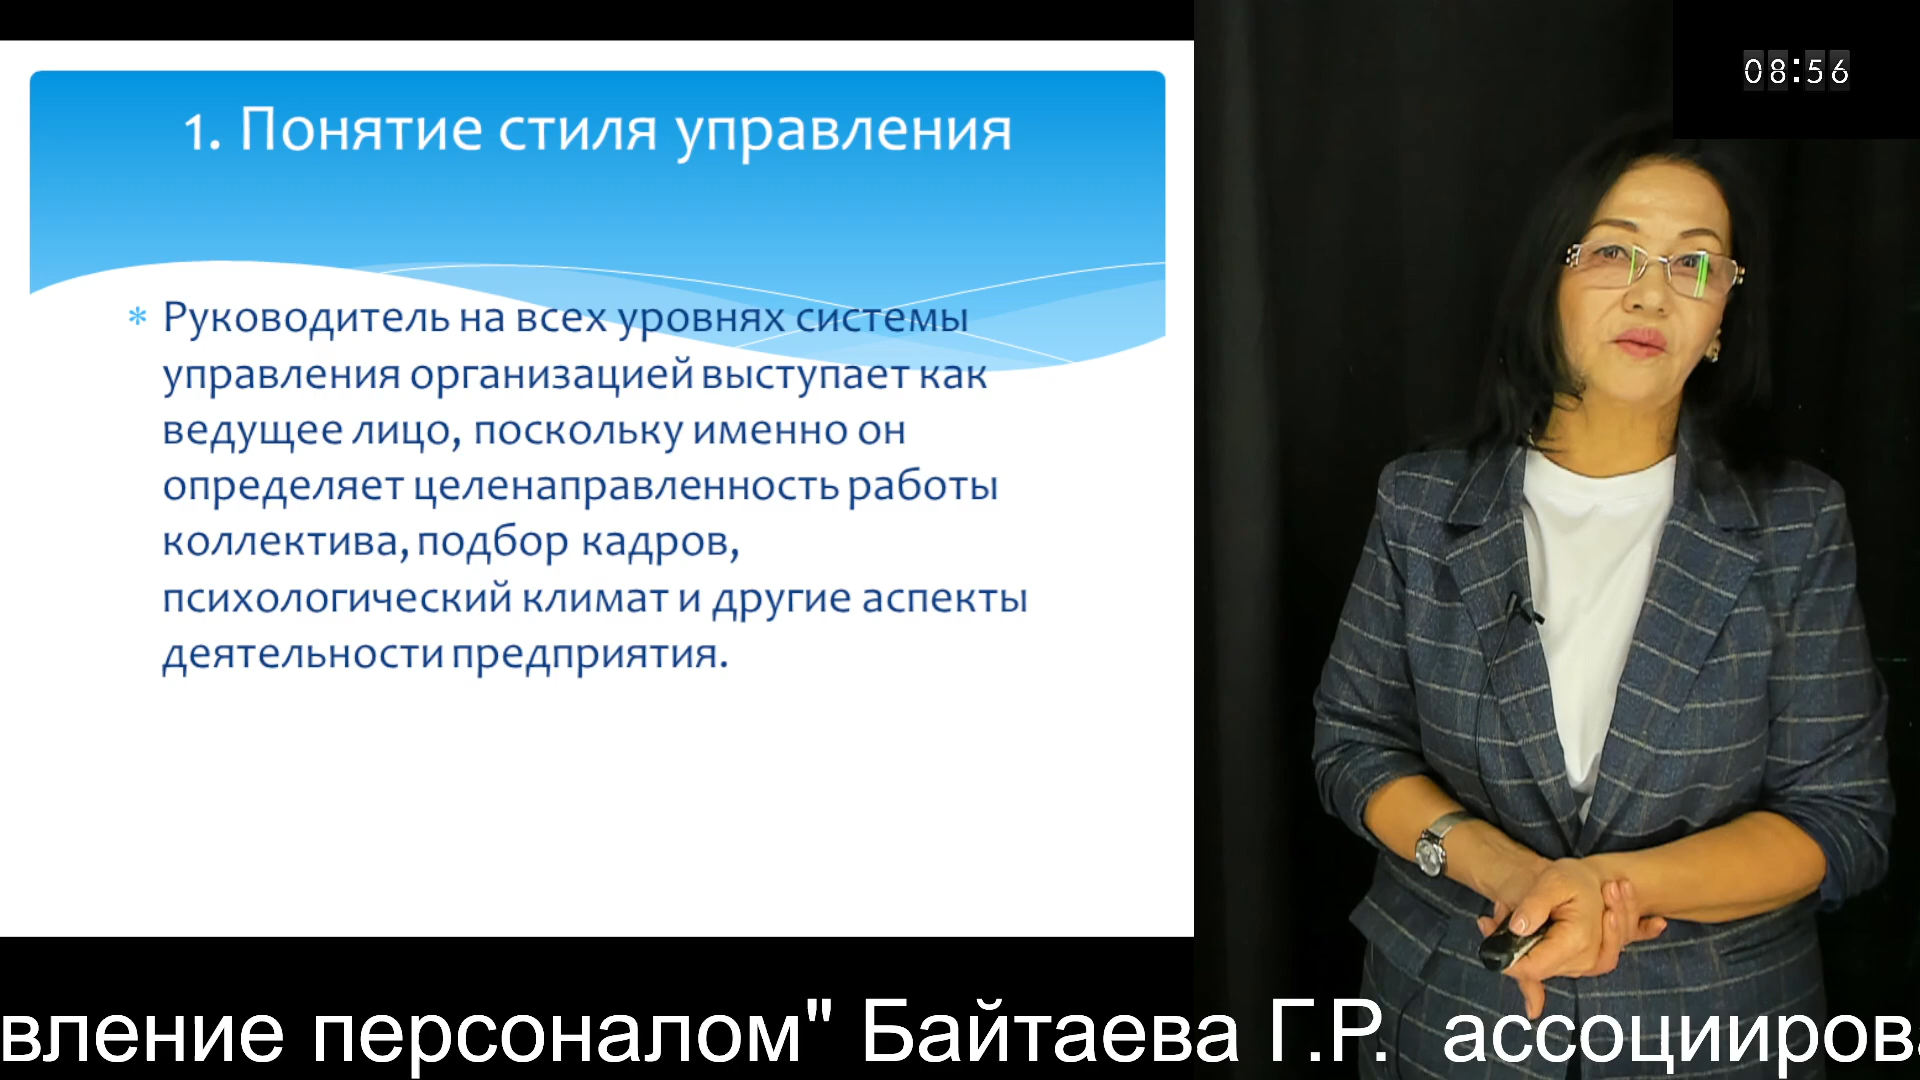 1. Понятие стиля управления
08:56
* Руководитель на всех уровнях системы
управления организацией выступает как
ведущее лицо, поскольку именно он
определяет целенаправленность работы
коллектива, подбор кадров,
психологический климат и другие аспекты
деятельности предприятия.
вление персоналом" Байтаева Г.Р. ассоцииров